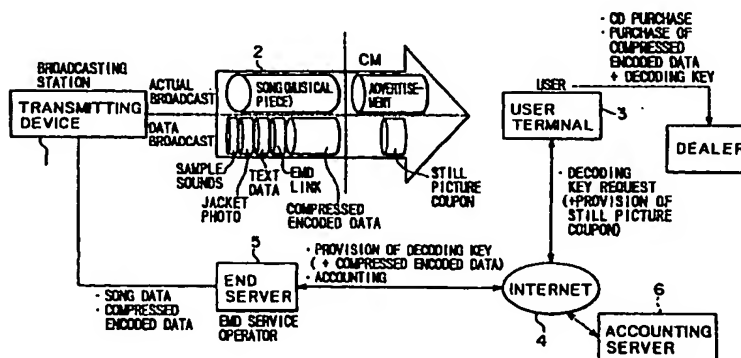 BROADCASTING
STATION
TRANSMITTING
DEVICE
1
ACTUAL
BROADCAST
DATA
BROADCAST
2
SONG(MUSICAL
PIECE)
CM
ADVERTISE-
MENT
SAMPLE
SOUNDS
JACKET
PHOTO
TEXT
DATA
EMD
LINK
COMPRESSED
ENCODED DATA
STILL
PICTURE
COUPON
· CD PURCHASE
· PURCHASE OF
COMPRESSED
ENCODED DATA
+ DECODING KEY
USER
USER
TERMINAL
3
DEALER
· DECODING
KEY REQUEST
(+PROVISION OF
STILL PICTURE
COUPON)
5
END
SERVER
EMD SERVICE
OPERATOR
· PROVISION OF DECODING KEY
( + COMPRESSED ENCODED DATA)
· ACCOUNTING
· SONG DATA
· COMPRESSED
ENCODED DATA
INTERNET
4
6
ACCOUNTING
SERVER